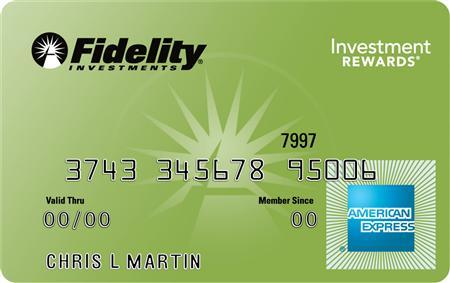 Fidelity®
INVESTMENTS
Investment
REWARDS®
7997
3743 345678 95006
Valid Thru
00/00
Member Since
00
AMERICAN
EXPRESS
®
CHRIS L MARTIN